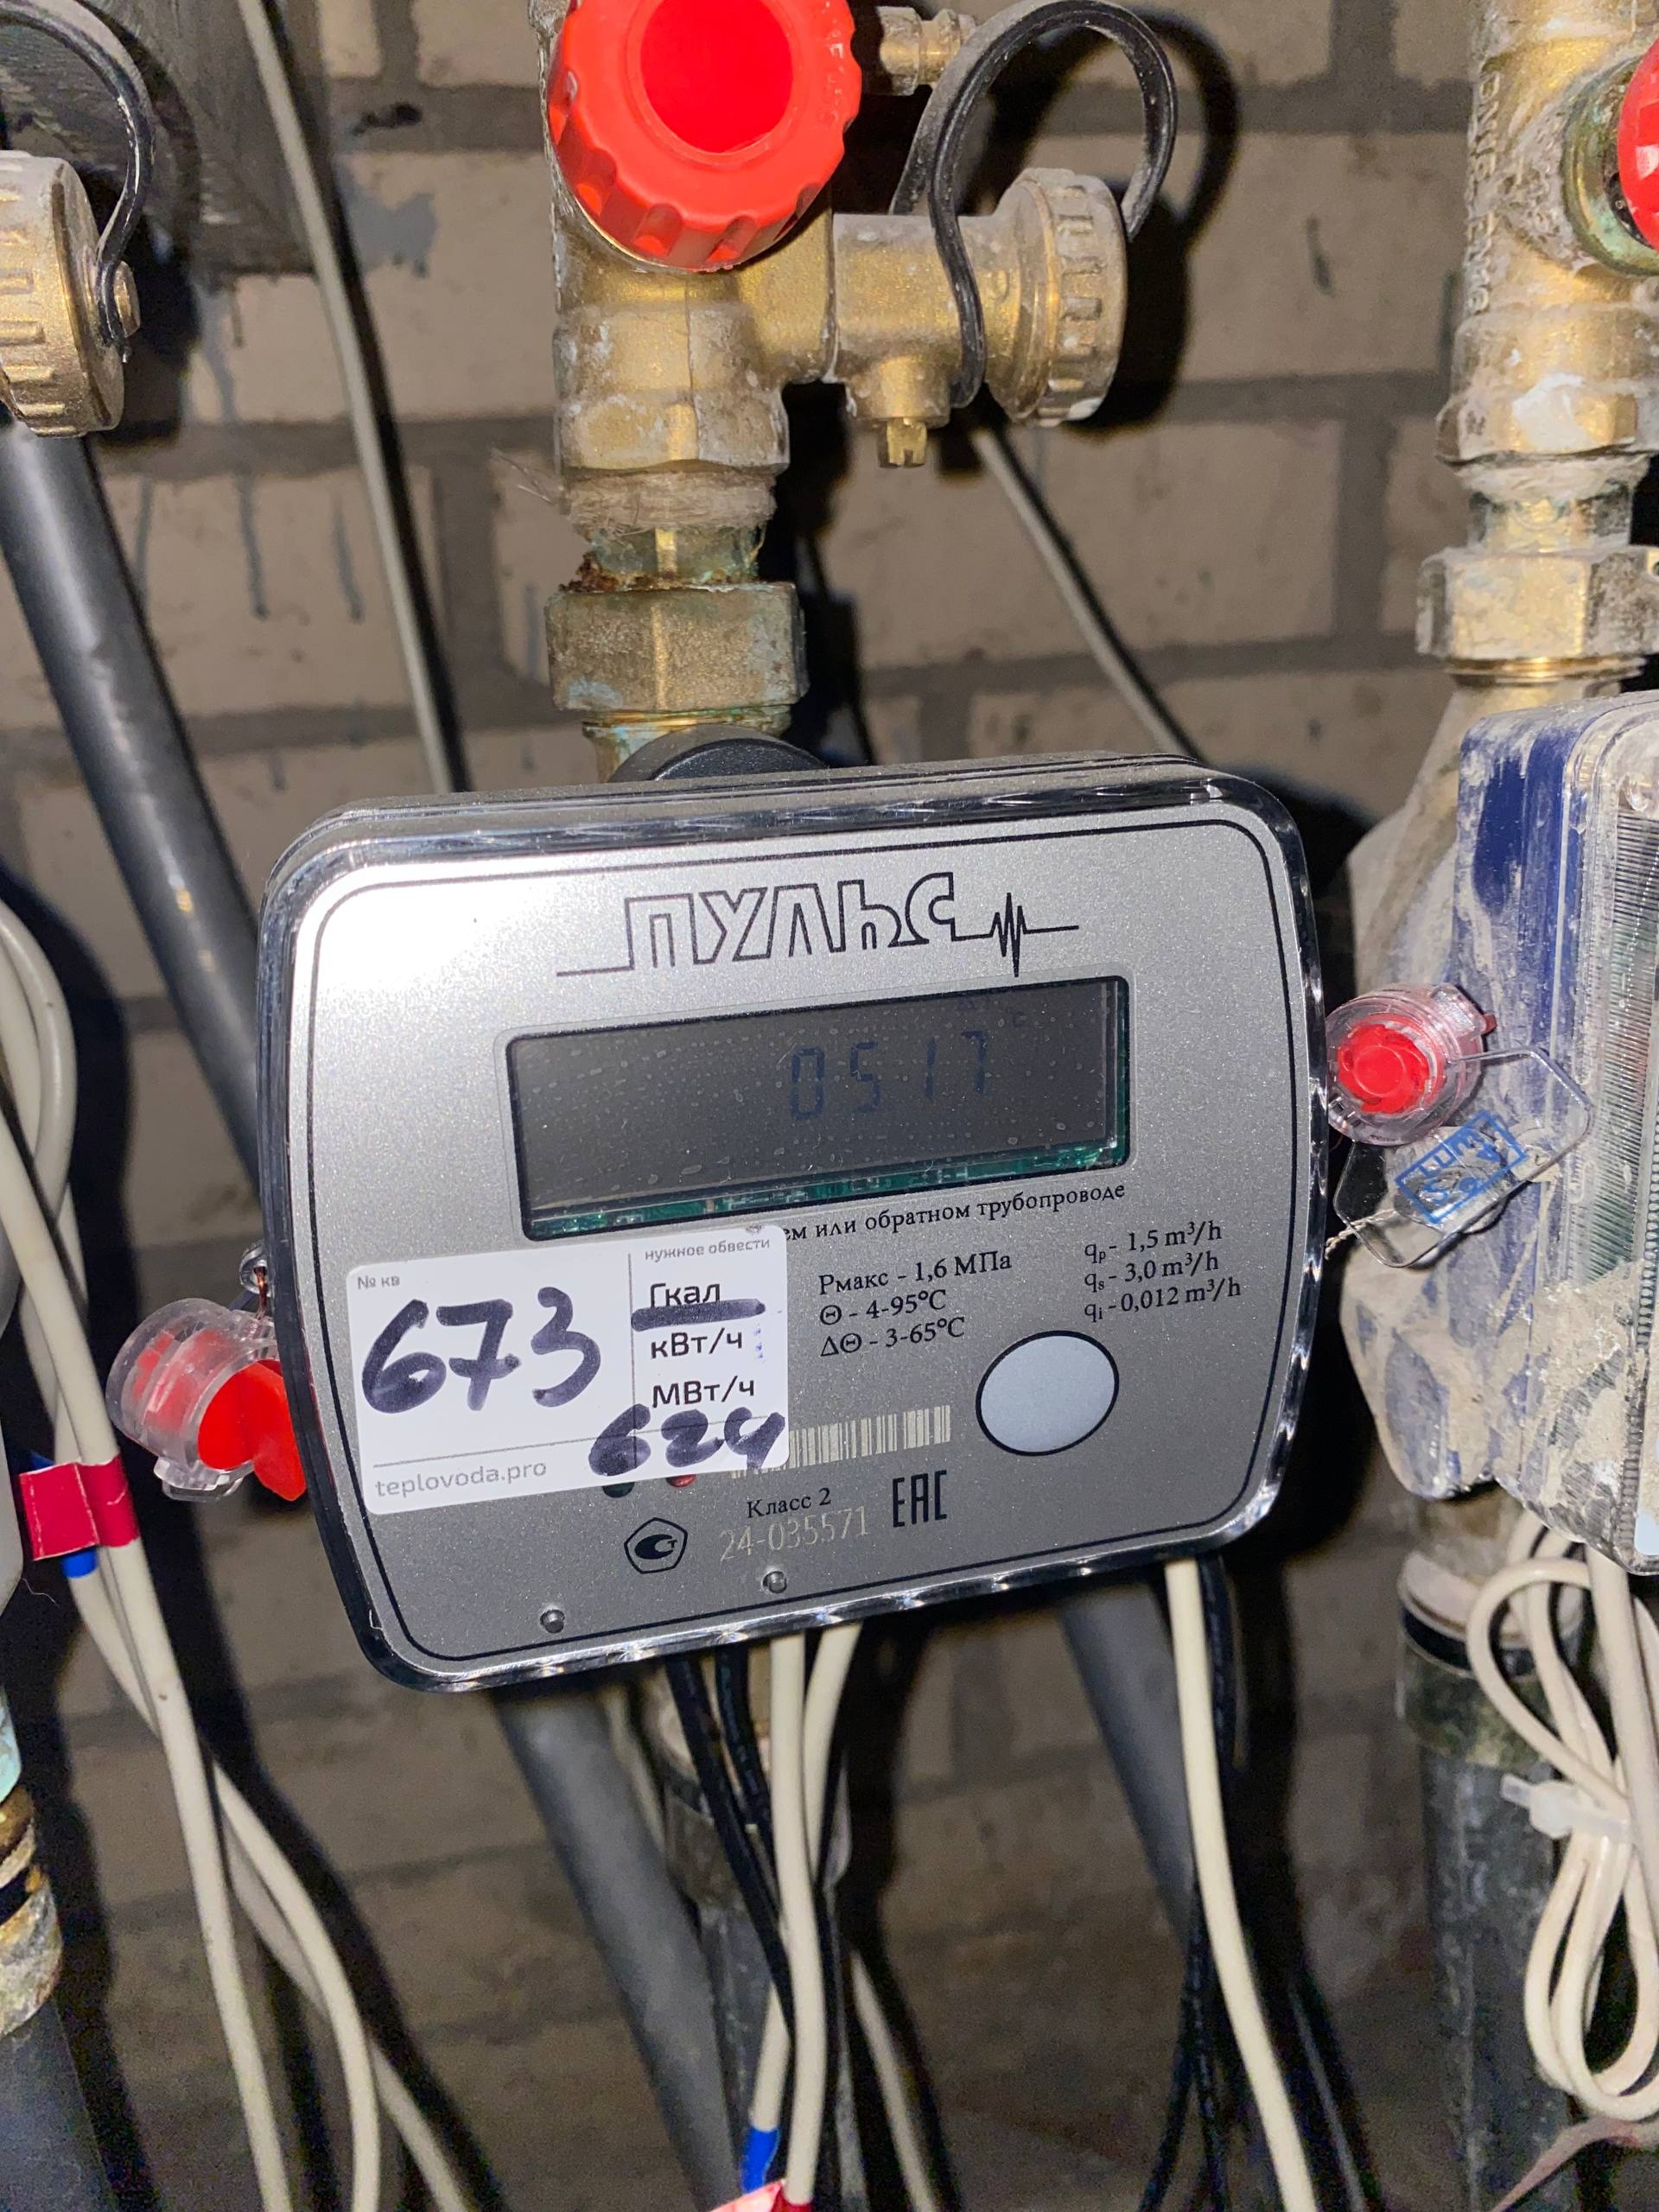 ПУЛЬС
0517
ем или обратном трубопроводе
Pмакс - 1,6 МПа
Θ - 4-95°C
ΔΘ - 3-65°C
qp - 1,5 m³/h
qs - 3,0 m³/h
qi - 0,012 m³/h
№ кв
673
нужное обвести
Гкал
кВт/ч
МВт/ч
624
teplovoda.pro
Класс 2
24-035571
EAC